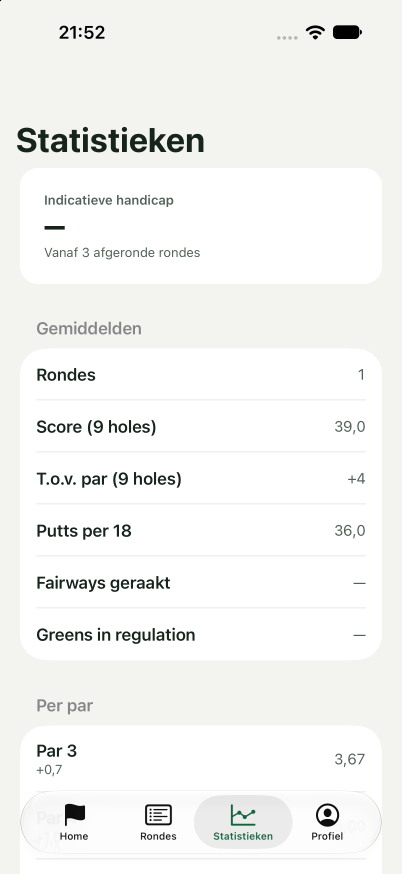 21:52
Statistieken
Indicatieve handicap
—
Vanaf 3 afgeronde rondes
Gemiddelden
Rondes 1
Score (9 holes) 39,0
T.o.v. par (9 holes) +4
Putts per 18 36,0
Fairways geraakt —
Greens in regulation —
Per par
Par 3 3,67
+0,7
Home Rondes Statistieken Profiel